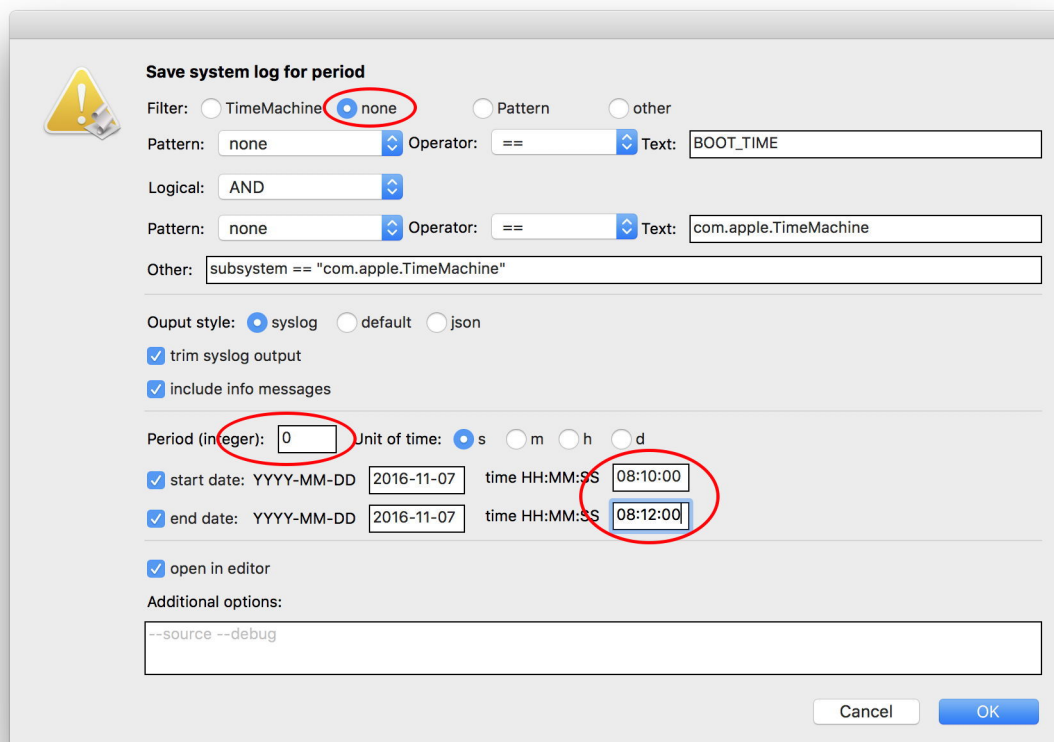 Save system log for period
Filter: TimeMachine none Pattern other
Pattern: none Operator: == Text: BOOT_TIME
Logical: AND
Pattern: none Operator: == Text: com.apple.TimeMachine
Other: subsystem == "com.apple.TimeMachine"
Ouput style: syslog default json
trim syslog output
include info messages
Period (integer): 0 Unit of time: s m h d
start date: YYYY-MM-DD 2016-11-07 time HH:MM:SS 08:10:00
end date: YYYY-MM-DD 2016-11-07 time HH:MM:SS 08:12:00
open in editor
Additional options:
--source --debug
Cancel OK